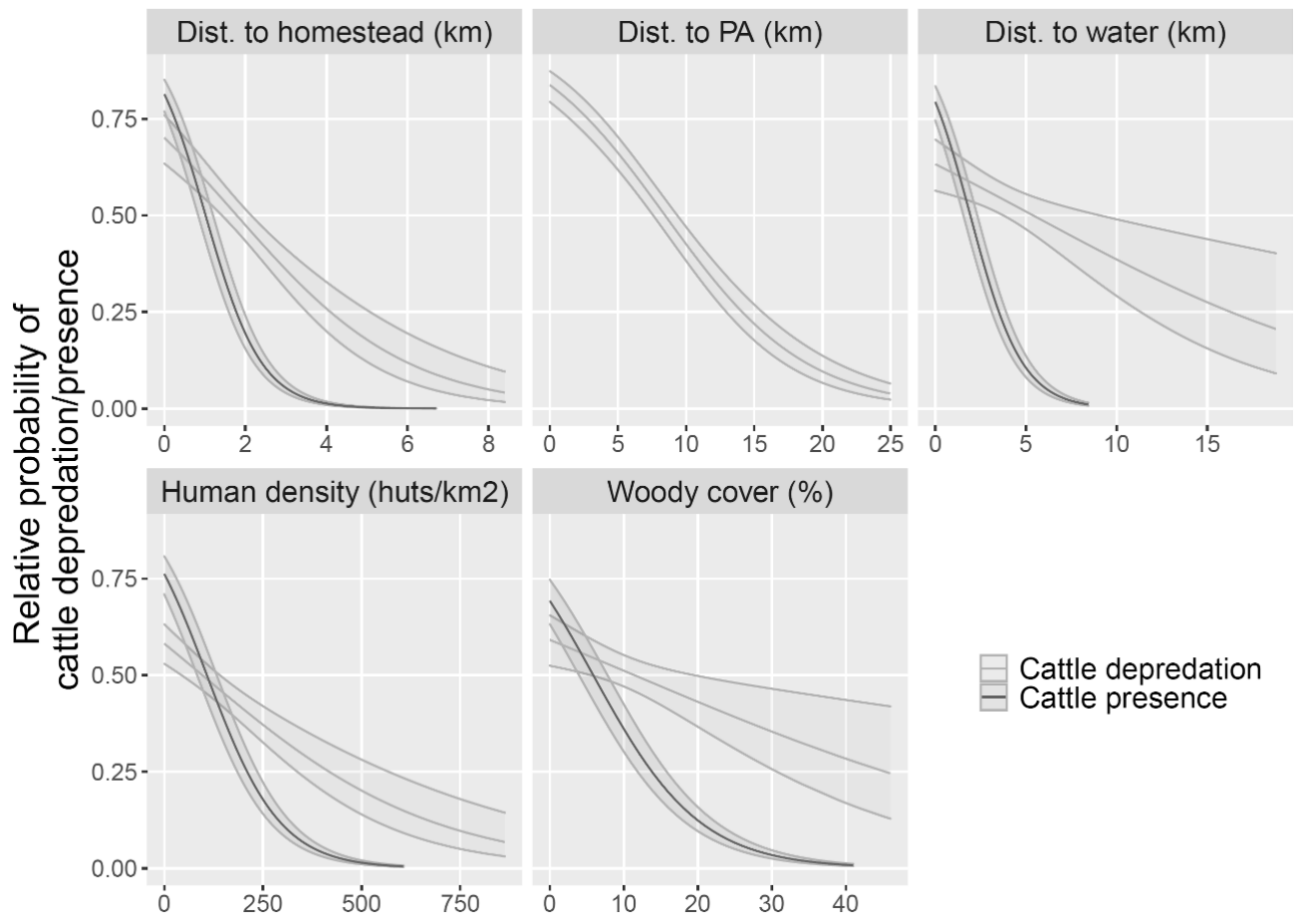 Relative probability of
cattle depredation/presence
Dist. to homestead (km)
Dist. to PA (km)
Dist. to water (km)
0.75
0.50
0.25
0.00
0 2 4 6 8
0 5 10 15 20 25
0 5 10 15
Human density (huts/km2)
Woody cover (%)
0.75
0.50
0.25
0.00
0 250 500 750
0 10 20 30 40
Cattle depredation
Cattle presence